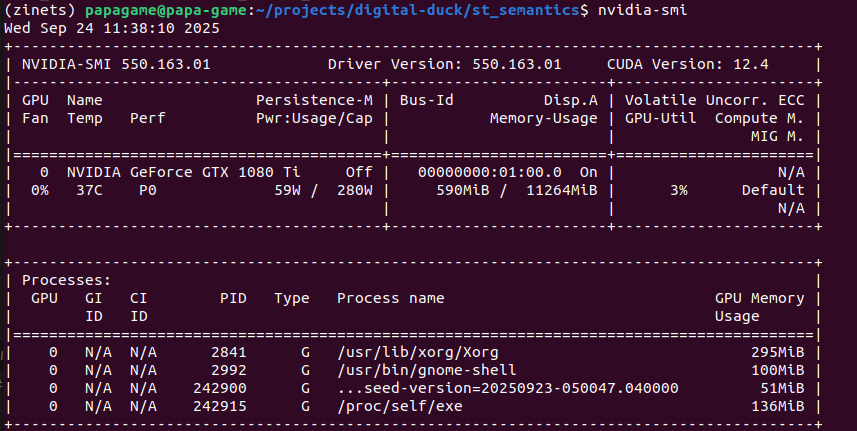 (zinets) papagame@papa-game:~/projects/digital-duck/st_semantics$ nvidia-smi
Wed Sep 24 11:38:10 2025
+-----------------------------------------------------------------------------------------+
| NVIDIA-SMI 550.163.01             Driver Version: 550.163.01     CUDA Version: 12.4     |
|-----------------------------------------+------------------------+----------------------+
| GPU  Name                 Persistence-M | Bus-Id          Disp.A | Volatile Uncorr. ECC |
| Fan  Temp   Perf          Pwr:Usage/Cap |           Memory-Usage | GPU-Util  Compute M. |
|                                         |                        |               MIG M. |
|=========================================+========================+======================|
|   0  NVIDIA GeForce GTX 1080 Ti     Off |   00000000:01:00.0  On |                  N/A |
|  0%   37C    P0             59W /  280W |     590MiB /  11264MiB |      3%      Default |
|                                         |                        |                  N/A |
+-----------------------------------------+------------------------+----------------------+
+-----------------------------------------------------------------------------------------+
| Processes:                                                                              |
|  GPU   GI   CI        PID   Type   Process name                              GPU Memory |
|        ID   ID                                                               Usage      |
|=========================================================================================|
|    0   N/A  N/A      2841      G   /usr/lib/xorg/Xorg                            295MiB |
|    0   N/A  N/A      2992      G   /usr/bin/gnome-shell                          100MiB |
|    0   N/A  N/A    242900      G   ...seed-version=20250923-050047.040000         51MiB |
|    0   N/A  N/A    242915      G   /proc/self/exe                                136MiB |
+-----------------------------------------------------------------------------------------+